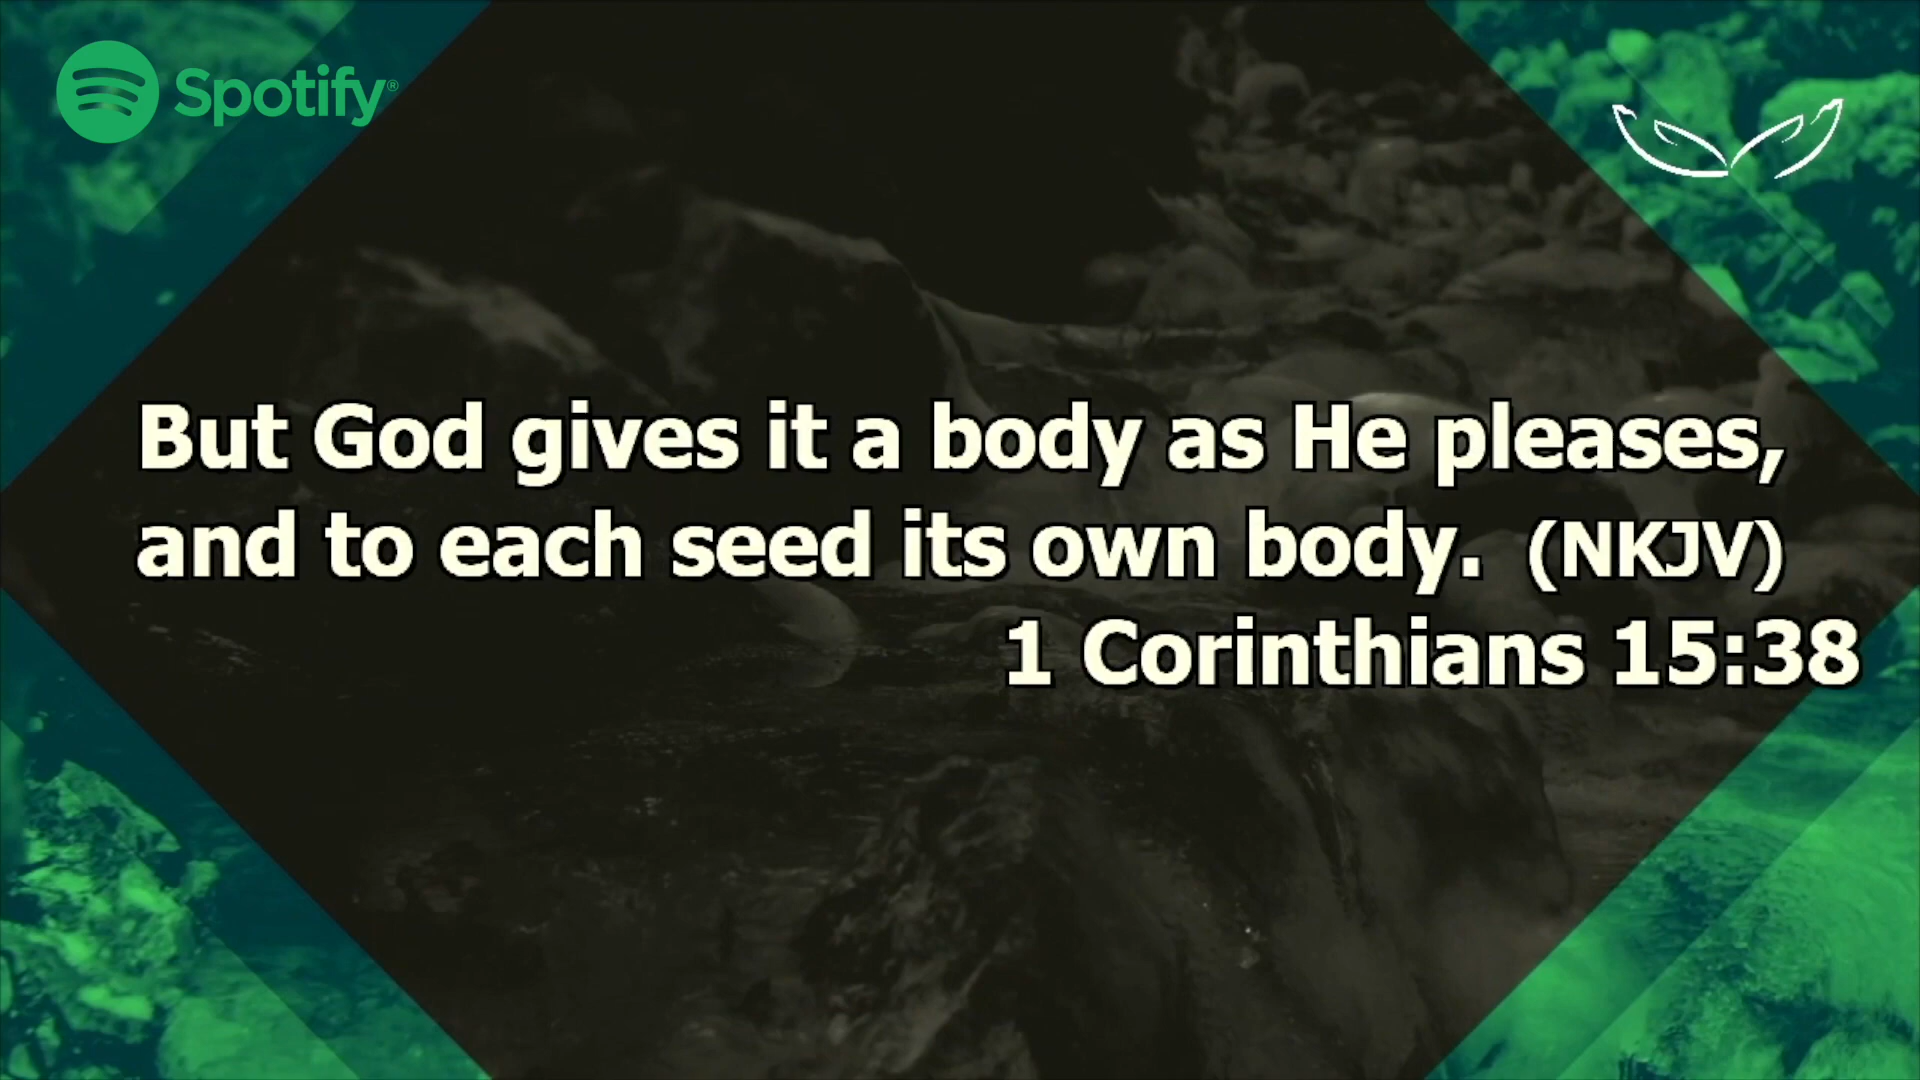 Spotify®
But God gives it a body as He pleases,
and to each seed its own body. (NKJV)
1 Corinthians 15:38